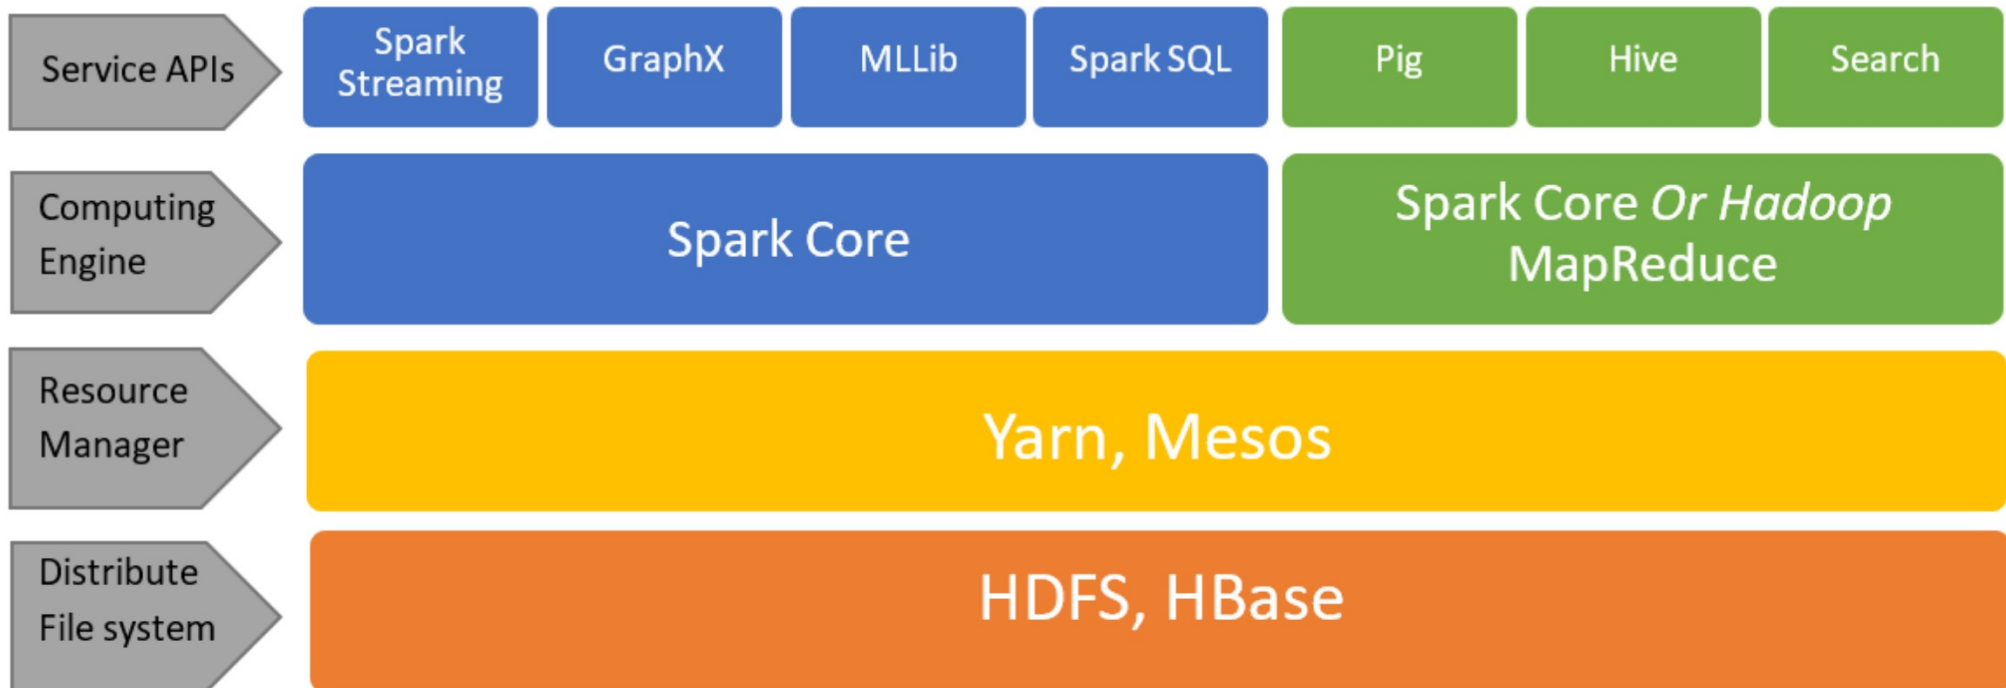 Service APIs
Spark
Streaming
GraphX
MLLib
Spark SQL
Pig
Hive
Search
Computing
Engine
Spark Core
Spark Core Or Hadoop
MapReduce
Resource
Manager
Yarn, Mesos
Distribute
File system
HDFS, HBase